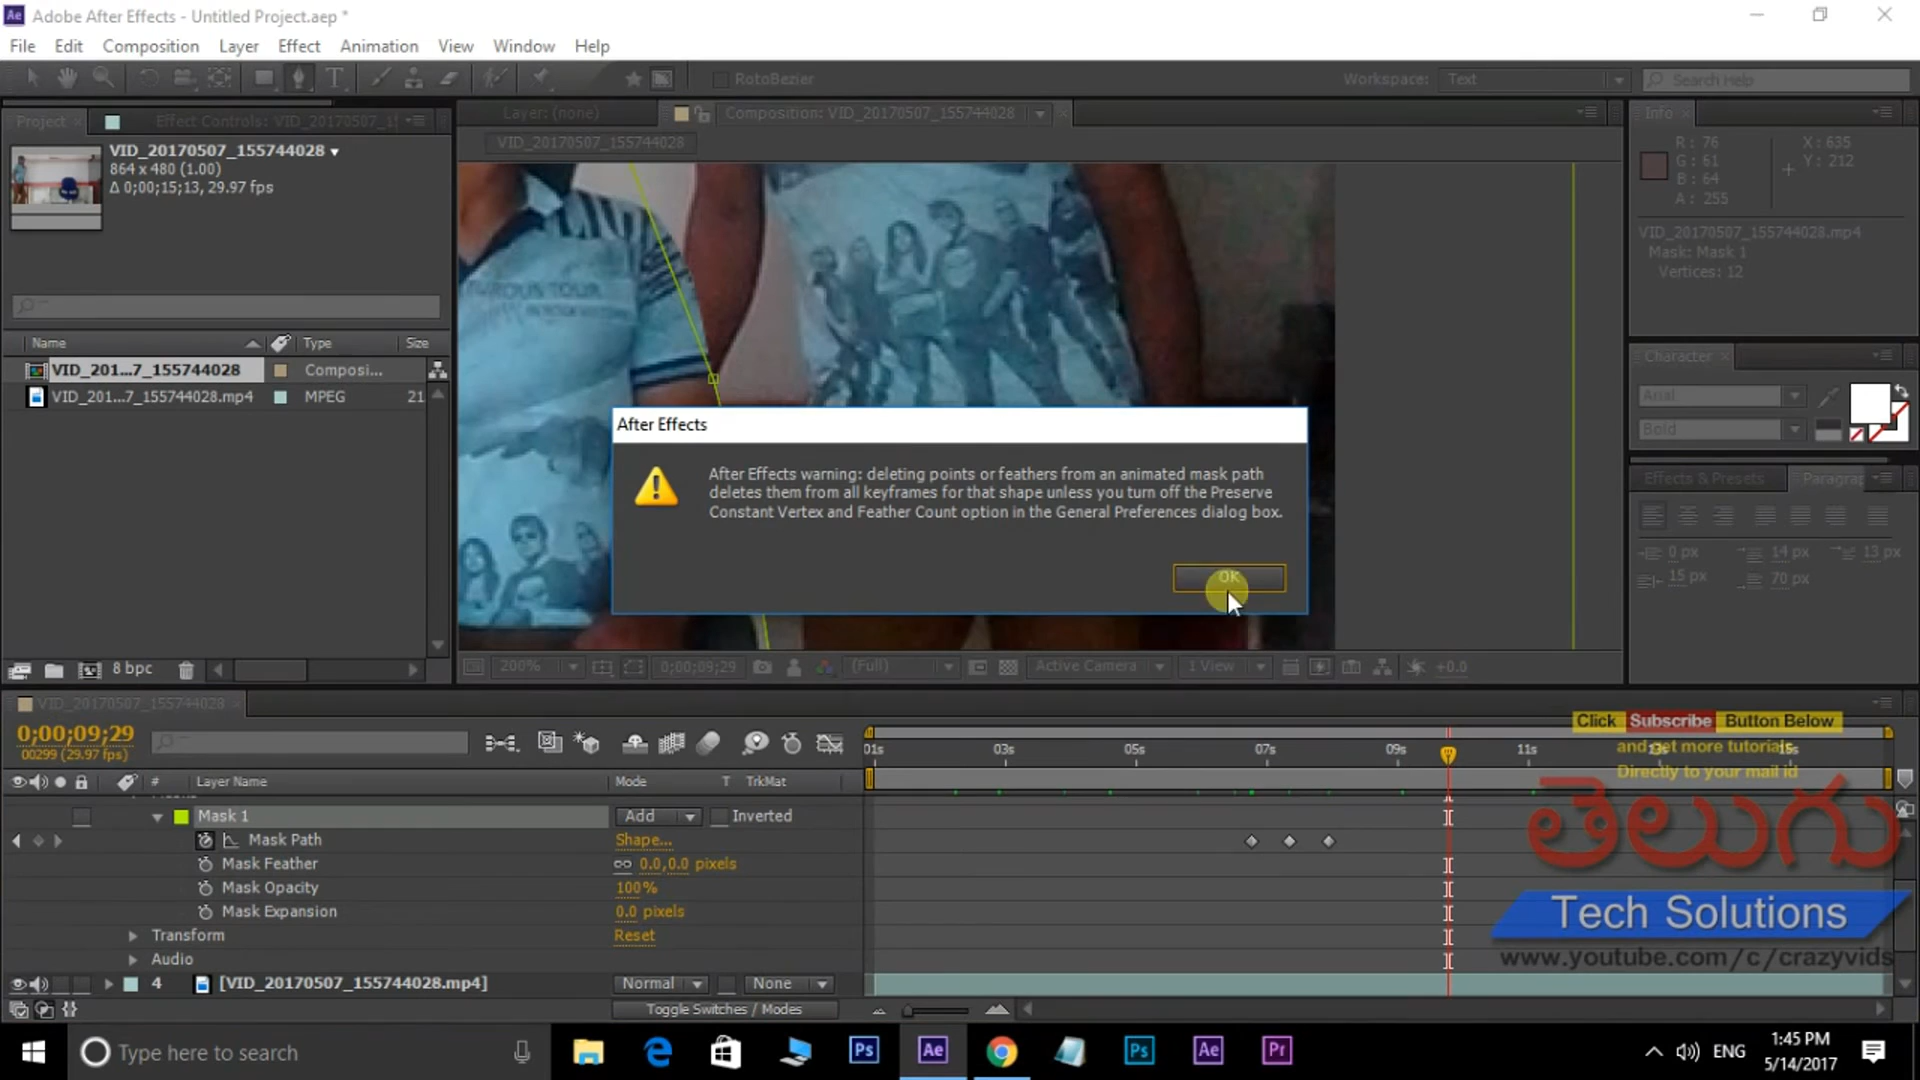 Adobe After Effects - Untitled Project.aep *
File Edit Composition Layer Effect Animation View Window Help
RotoBezier
Workspace: Text
Search Help
Project
Effect Controls: VID_20170507_1
Layer: (none)
Composition: VID_20170507_155744028
Info
VID_20170507_155744028
864 x 480 (1.00)
Δ 0;00;15;13, 29.97 fps
VID_20170507_155744028
R: 76
G: 61
B: 64
A: 255
X: 635
Y: 212
VID_20170507_155744028.mp4
Mask: Mask 1
Vertices: 12
Name Type Size
VID_201...7_155744028 Composi...
VID_201...7_155744028.mp4 MPEG 21
Character
Arial
Bold
Effects & Presets
Paragrap
0 px 14 px 13 px
15 px 70 px
After Effects
After Effects warning: deleting points or feathers from an animated mask path
deletes them from all keyframes for that shape unless you turn off the Preserve
Constant Vertex and Feather Count option in the General Preferences dialog box.
OK
8 bpc
200% 0;00;09;29 (Full) Active Camera 1 View +0.0
VID_20170507_155744028
0;00;09;29
00299 (29.97 fps)
01s 03s 05s 07s 09s 11s 13s 15s
Click Subscribe Button Below
and get more tutorials
Directly to your mail id
# Layer Name Mode T TrkMat
Mask 1 Add Inverted
Mask Path Shape...
Mask Feather 0.0,0.0 pixels
Mask Opacity 100%
Mask Expansion 0.0 pixels
Transform Reset
Audio
4 [VID_20170507_155744028.mp4] Normal None
Toggle Switches / Modes
తెలుగు
Tech Solutions
www.youtube.com/c/crazyvids
Type here to search
Ps Ae Ps Ae Pr
ENG
1:45 PM
5/14/2017